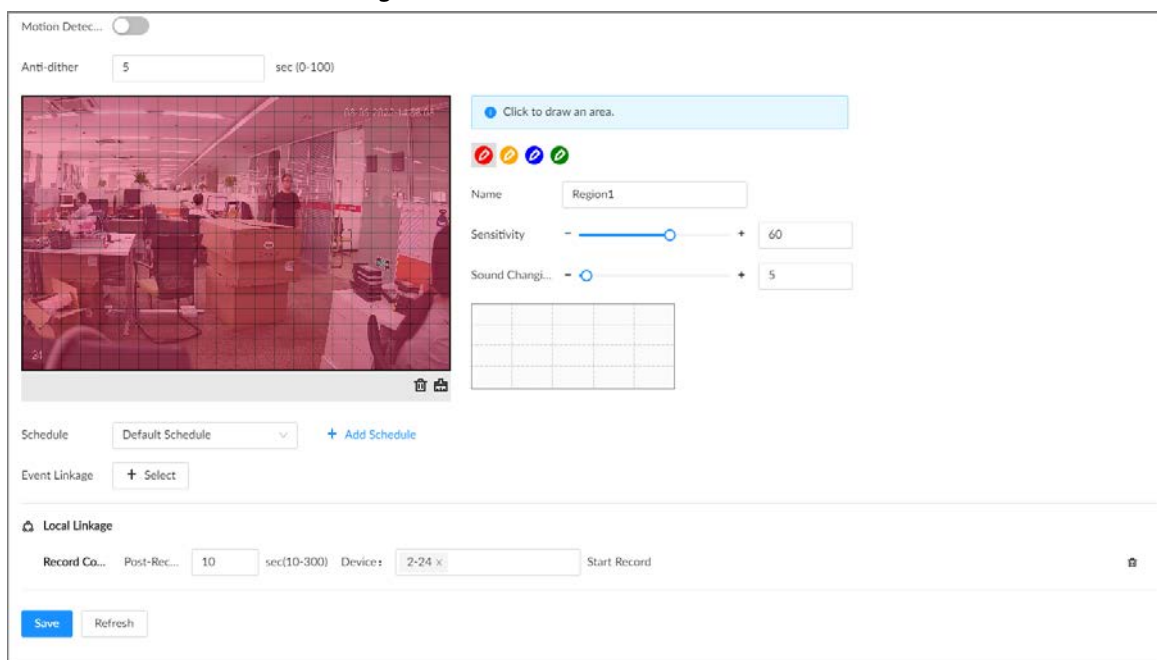 Motion Detec...
Anti-dither 5 sec (0-100)
Click to draw an area.
Name Region1
Sensitivity - + 60
Sound Changi... - + 5
24
Schedule Default Schedule + Add Schedule
Event Linkage + Select
Local Linkage
Record Co... Post-Rec... 10 sec(10-300) Device: 2-24 × Start Record
Save Refresh